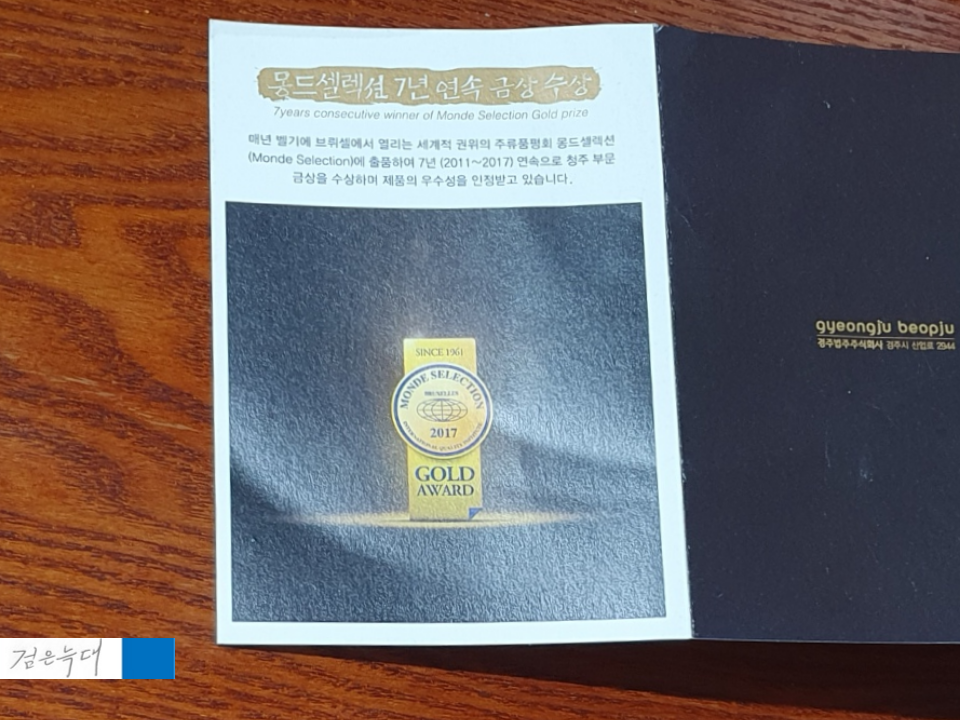 몽드셀렉션 7년 연속 금상 수상
7years consecutive winner of Monde Selection Gold prize
매년 벨기에 브뤼셀에서 열리는 세계적 권위의 주류품평회 몽드셀렉션
(Monde Selection)에 출품하여 7년 (2011~2017) 연속으로 청주 부문
금상을 수상하며 제품의 우수성을 인정받고 있습니다.
SINCE 1961
MONDE SELECTION
BRUXELLES
2017
GOLD
AWARD
gyeongju beopju
경주법주주식회사 경주시 산업로 2944
검은늑대